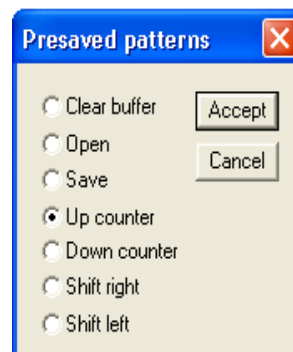 Presaved patterns
Clear buffer
Accept
Open
Cancel
Save
Up counter
Down counter
Shift right
Shift left